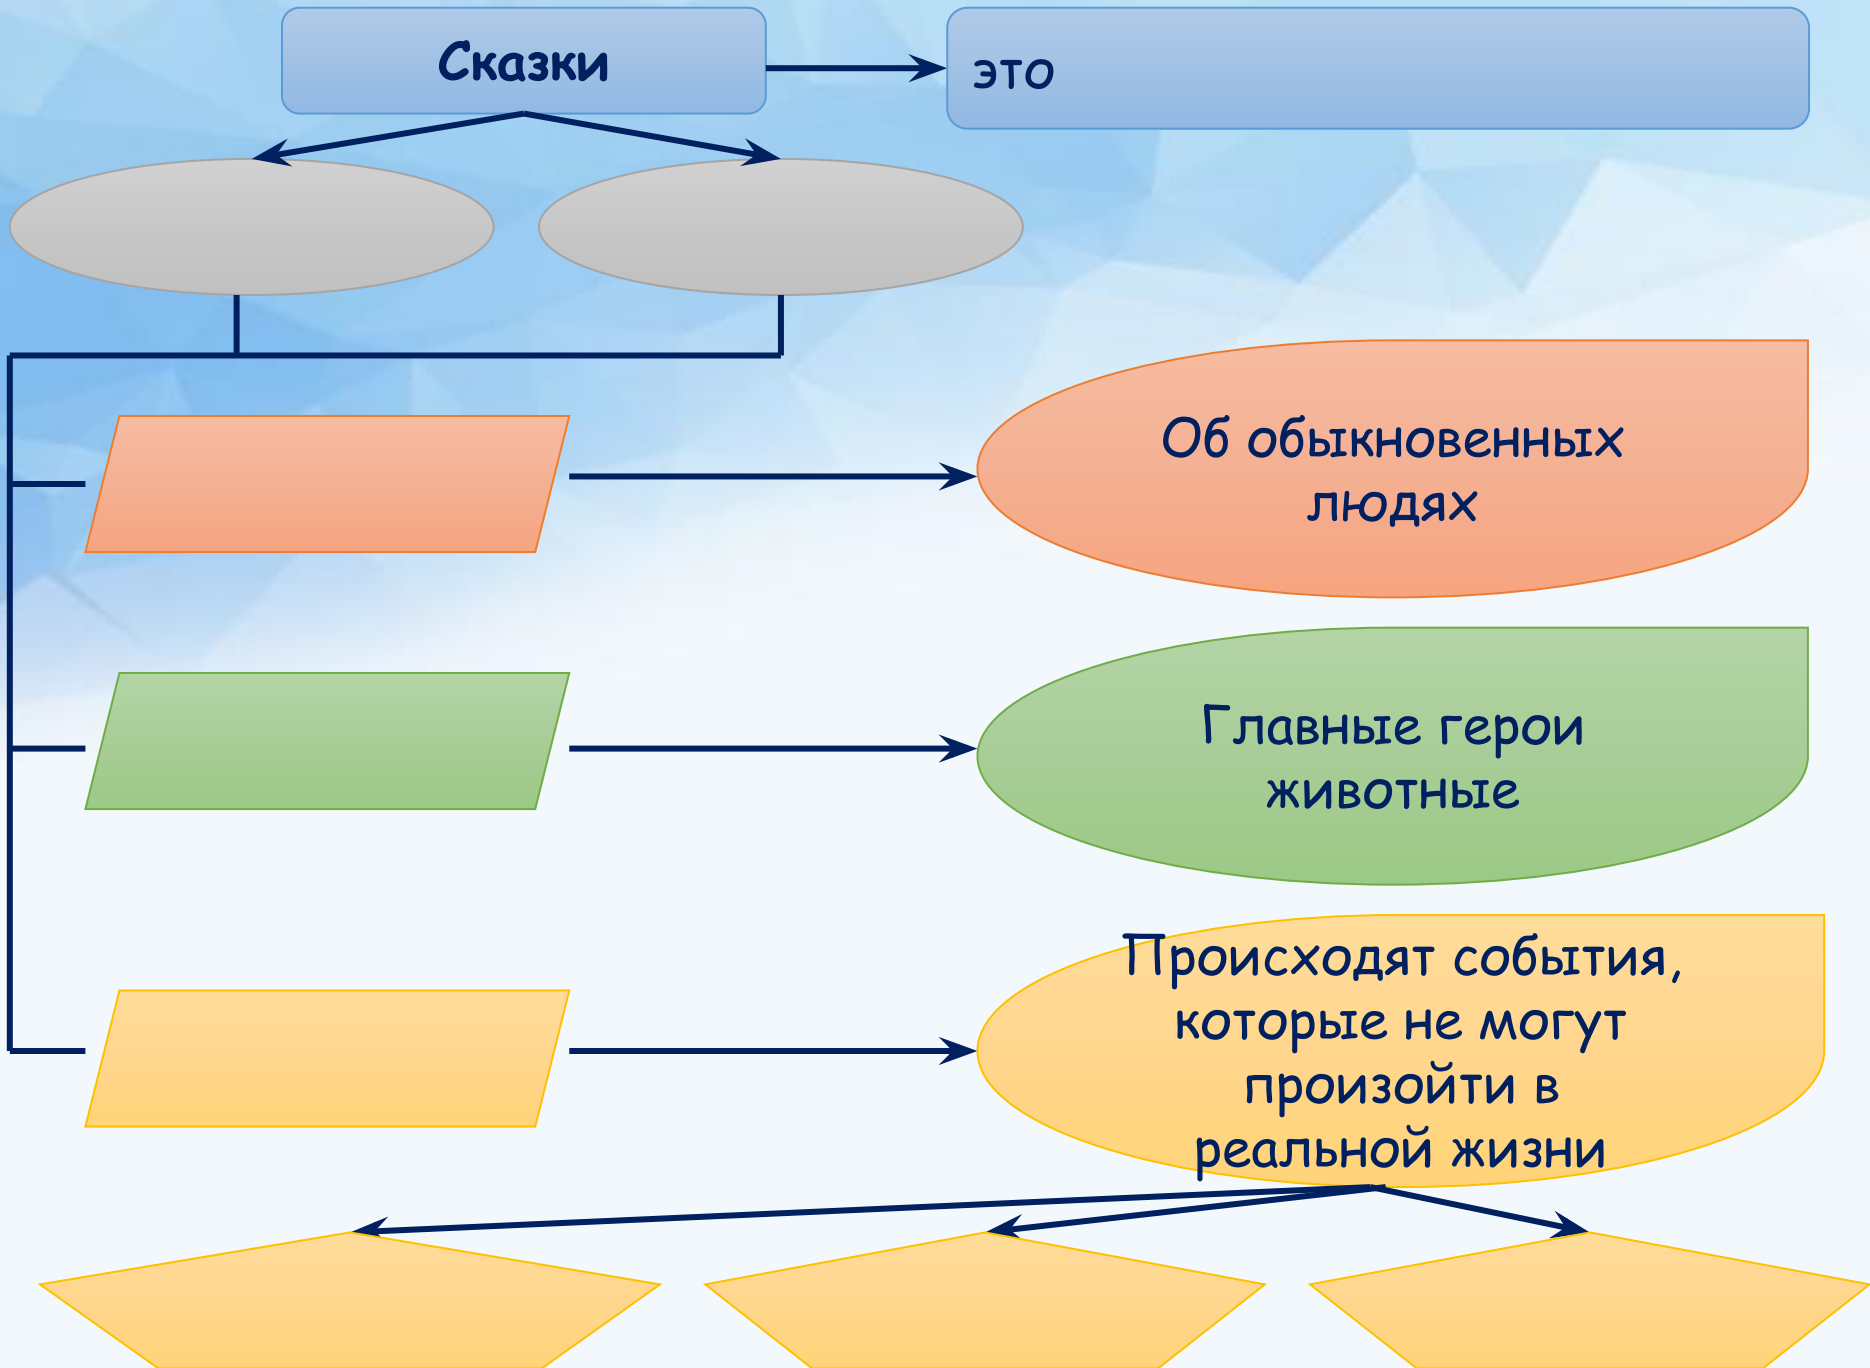 Сказки
это
Об обыкновенных
людях
Главные герои
животные
Происходят события,
которые не могут
произойти в
реальной жизни